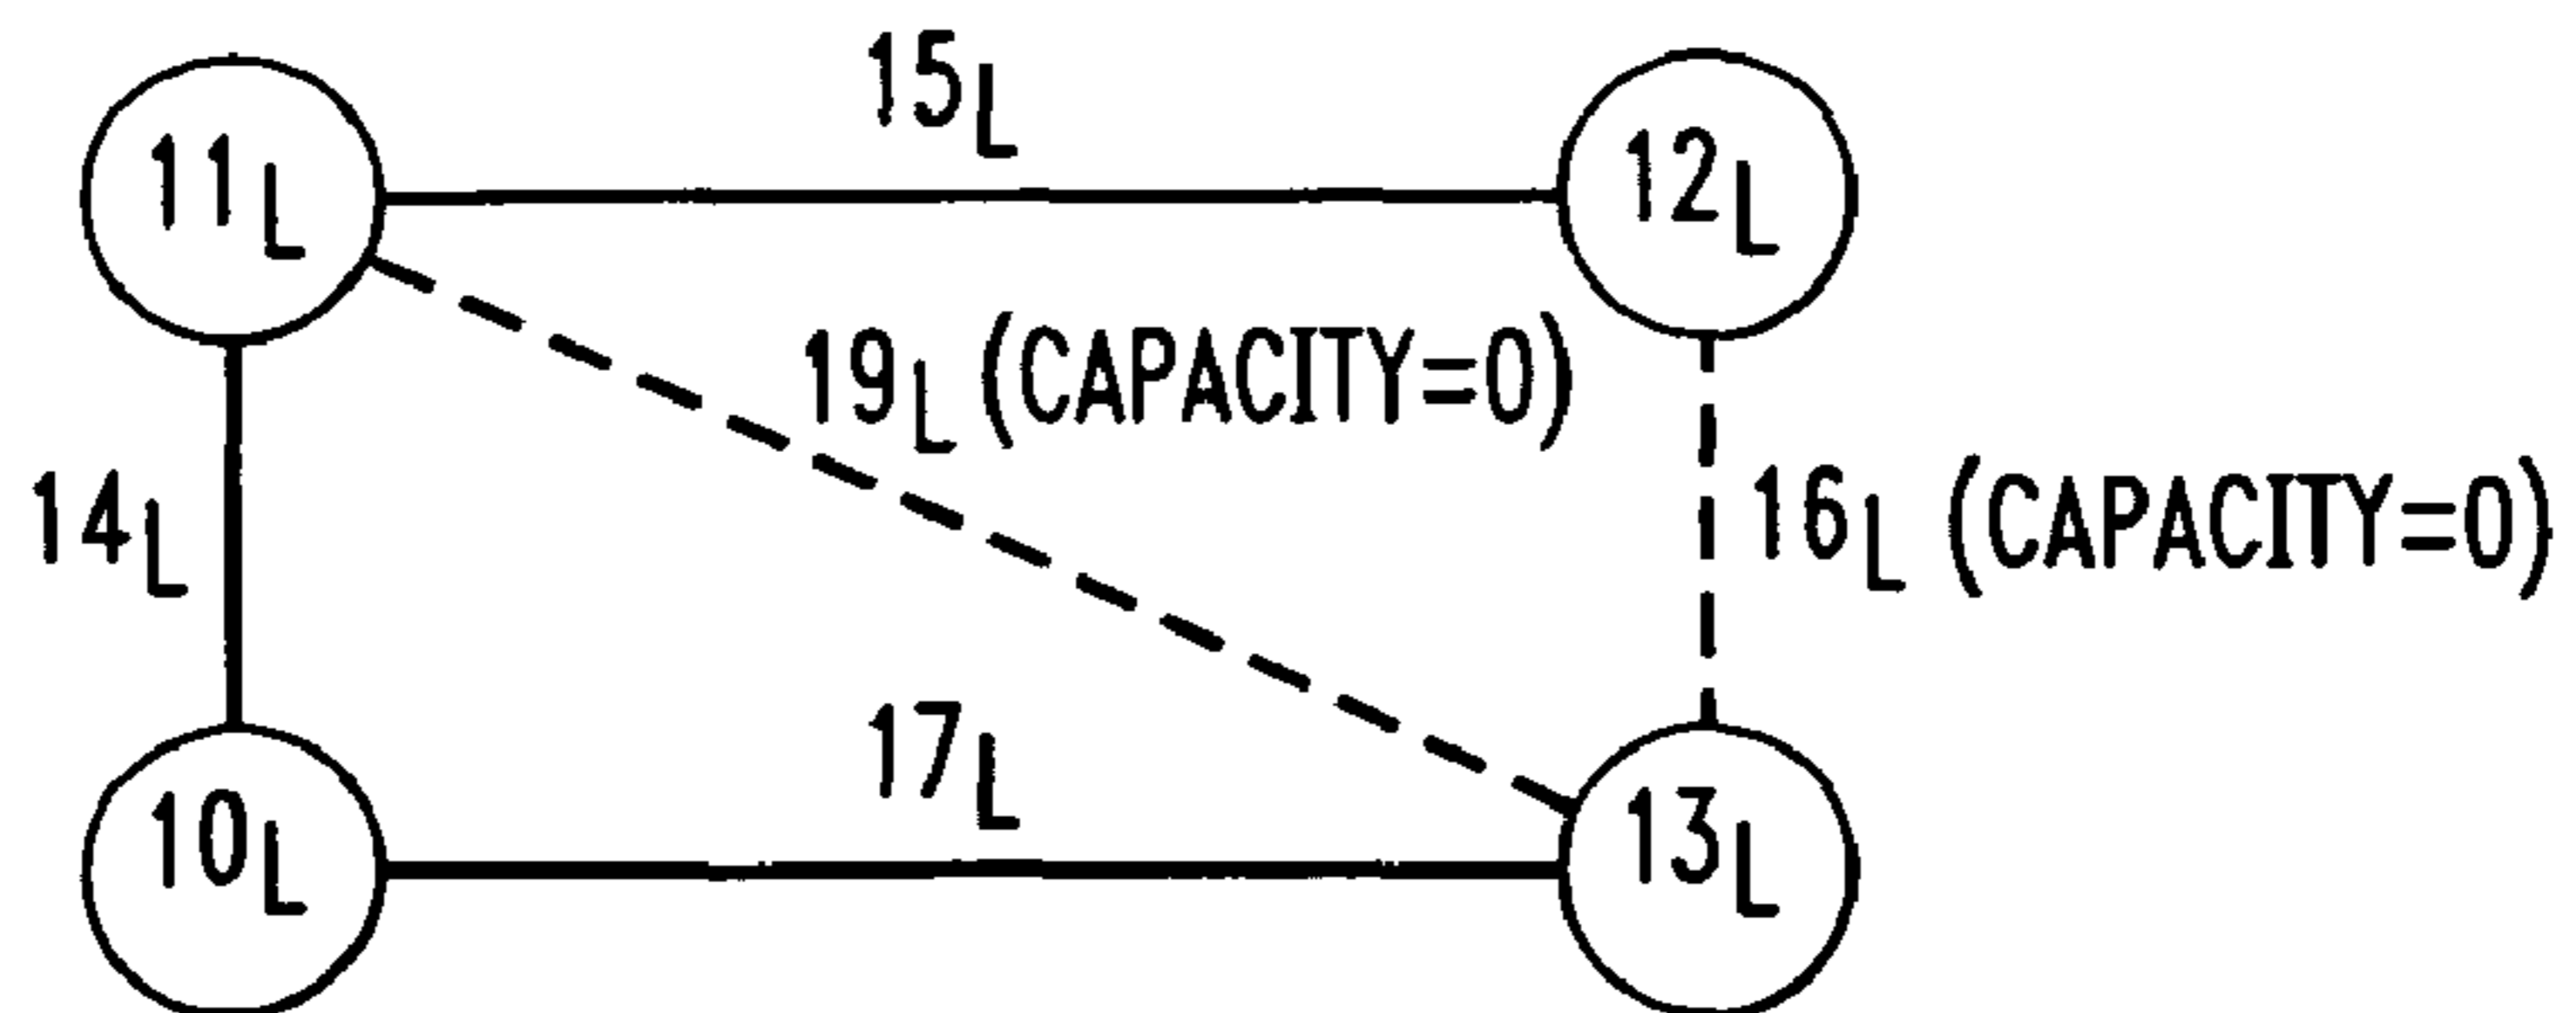 15L
11L
12L
19L (CAPACITY=0)
14L
16L (CAPACITY=0)
17L
10L
13L